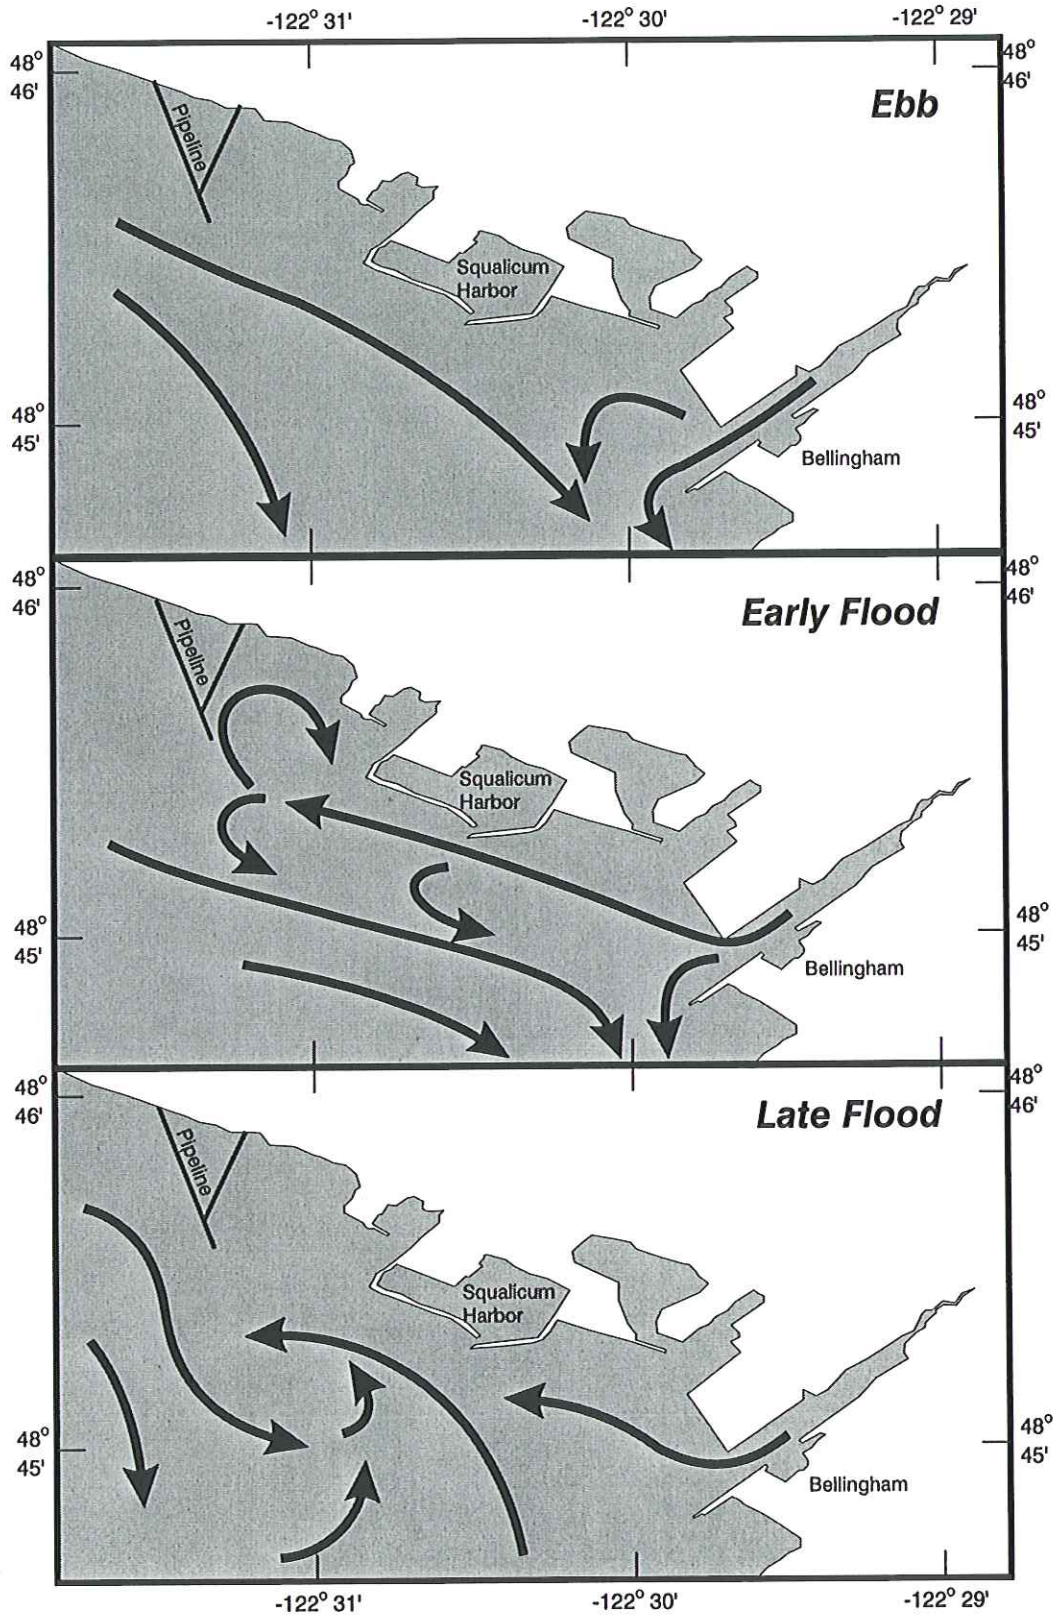 -122° 31'
-122° 30'
-122° 29'
48°
46'
48°
46'
Ebb
Pipeline
Squalicum
Harbor
48°
45'
48°
45'
Bellingham
48°
46'
48°
46'
Early Flood
Pipeline
Squalicum
Harbor
48°
45'
48°
45'
Bellingham
48°
46'
48°
46'
Late Flood
Pipeline
Squalicum
Harbor
48°
45'
48°
45'
Bellingham
-122° 31'
-122° 30'
-122° 29'